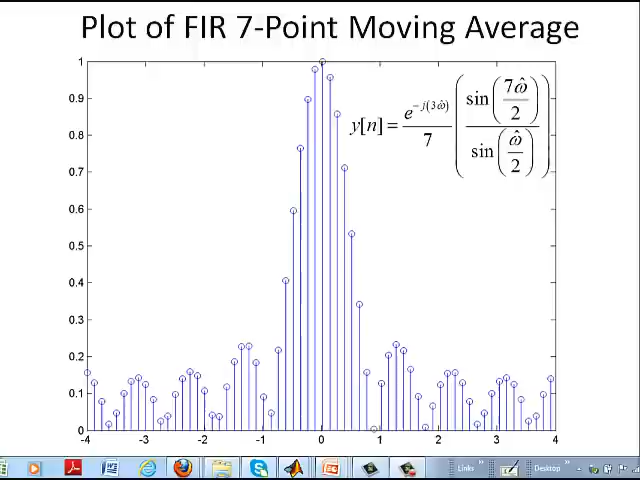 Plot of FIR 7-Point Moving Average
y[n] = e^{-j(3ω̂)}/7 ( sin(7ω̂/2) / sin(ω̂/2) )
1
0.9
0.8
0.7
0.6
0.5
0.4
0.3
0.2
0.1
0
-4 -3 -2 -1 0 1 2 3 4
Links » Desktop »